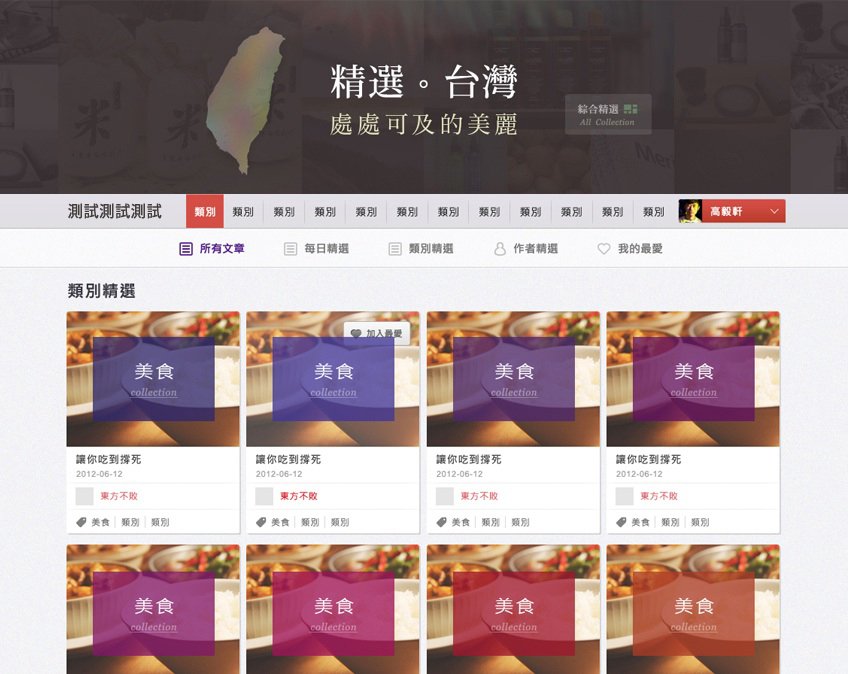 精選。台灣
處處可及的美麗
綜合精選
All Collection
米
米
測試測試測試 類別 類別 類別 類別 類別 類別 類別 類別 類別 類別 類別 類別 高毅軒
所有文章 每日精選 類別精選 作者精選 我的最愛
類別精選
加入最愛
美食 美食 美食 美食
collection collection collection collection
讓你吃到撐死 讓你吃到撐死 讓你吃到撐死 讓你吃到撐死
2012-06-12 2012-06-12 2012-06-12 2012-06-12
東方不敗 東方不敗 東方不敗 東方不敗
美食 類別 類別 美食 類別 類別 美食 類別 類別 美食 類別 類別
美食 美食 美食 美食
collection collection collection collection